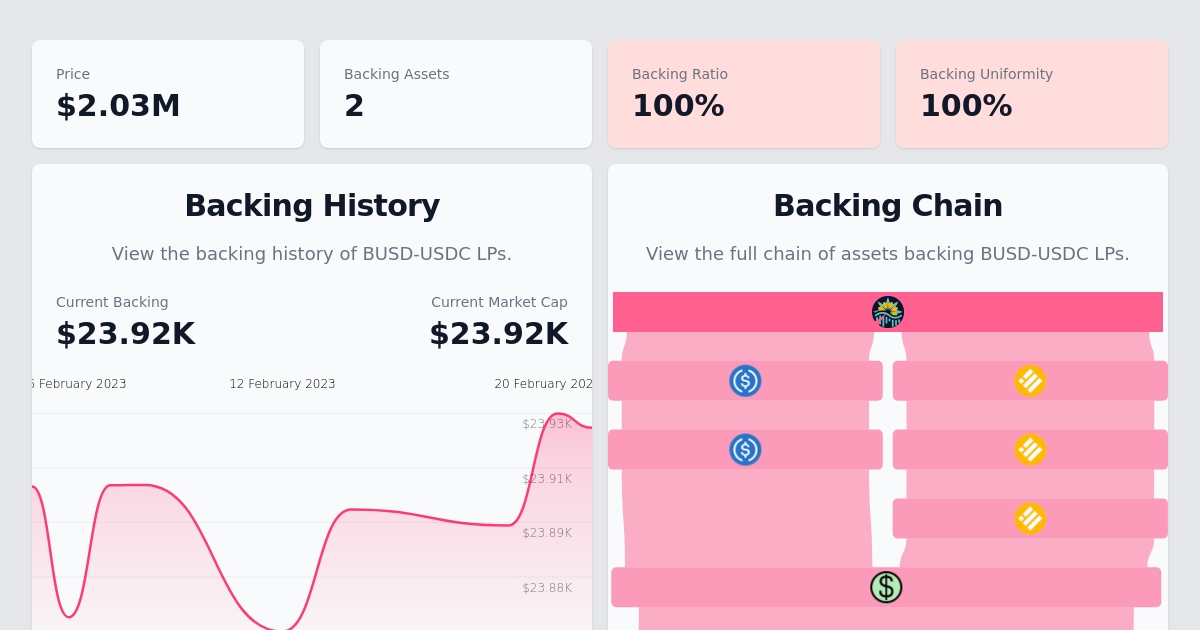 Price
$2.03M
Backing Assets
2
Backing Ratio
100%
Backing Uniformity
100%
Backing History
View the backing history of BUSD-USDC LPs.
Current Backing
$23.92K
Current Market Cap
$23.92K
February 2023
12 February 2023
20 February 202
$23.93K
$23.91K
$23.89K
$23.88K
Backing Chain
View the full chain of assets backing BUSD-USDC LPs.
$
$
$